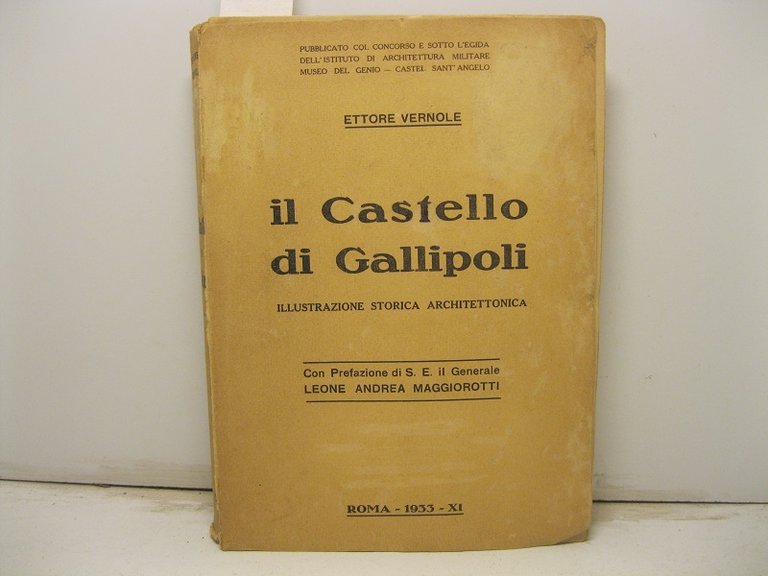 PUBBLICATO COL CONCORSO E SOTTO L'EGIDA
DELL'ISTITUTO DI ARCHITETTURA MILITARE
MUSEO DEL GENIO — CASTEL SANT'ANGELO
ETTORE VERNOLE
il Castello
di Gallipoli
ILLUSTRAZIONE STORICA ARCHITETTONICA
Con Prefazione di S. E. il Generale
LEONE ANDREA MAGGIOROTTI
ROMA - 1933 - XI